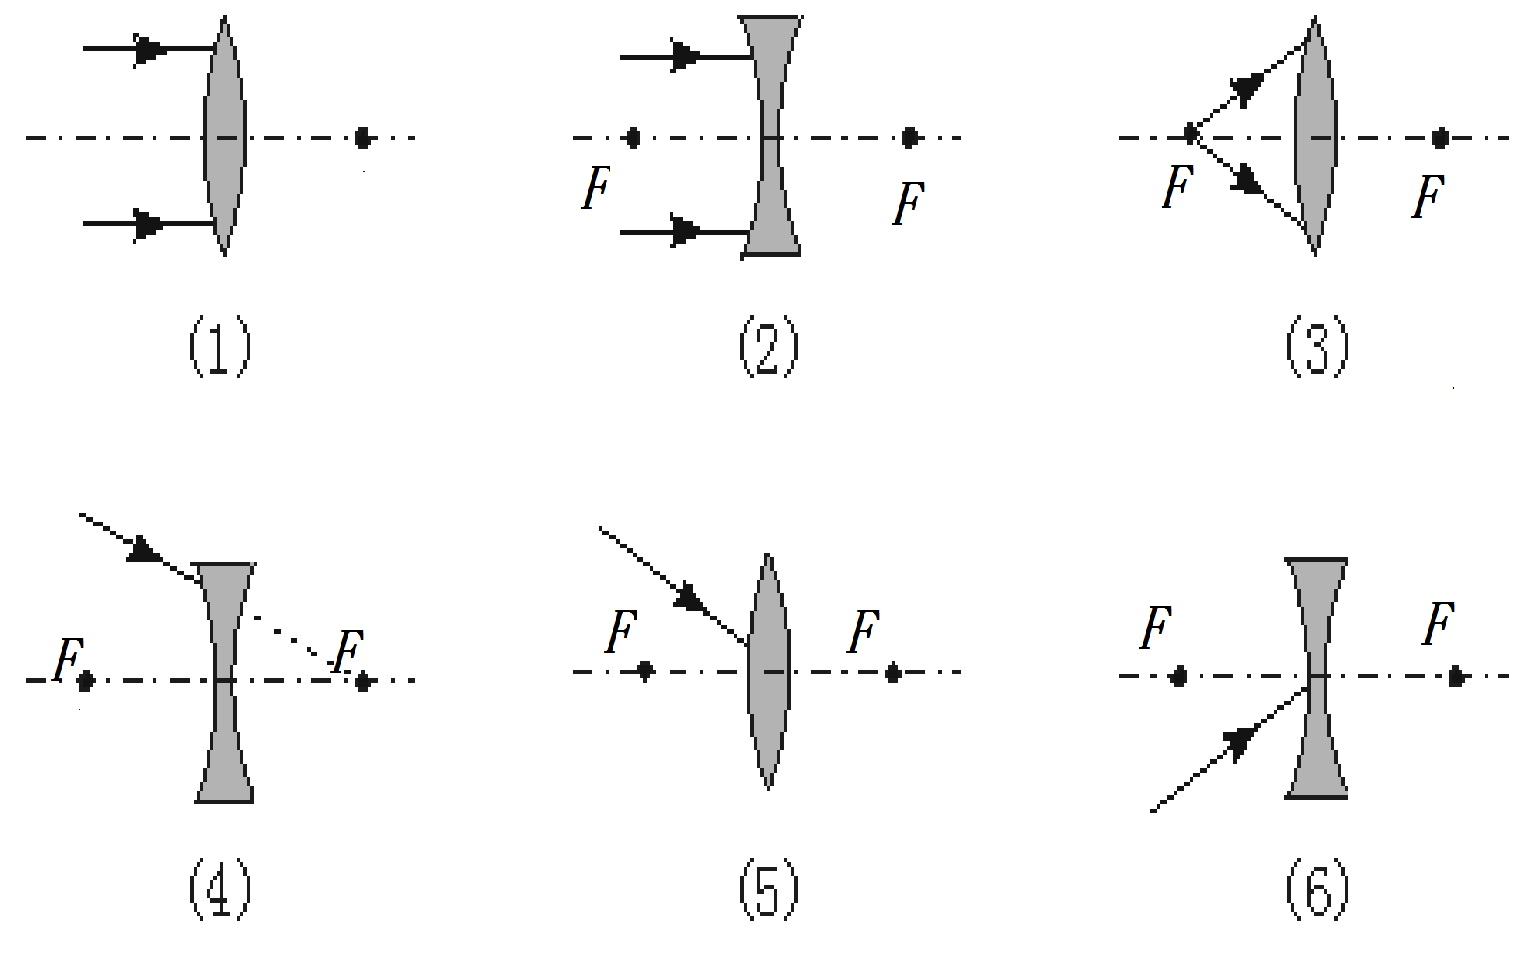 F F F F
(1) (2) (3)
F F F F F F
(4) (5) (6)